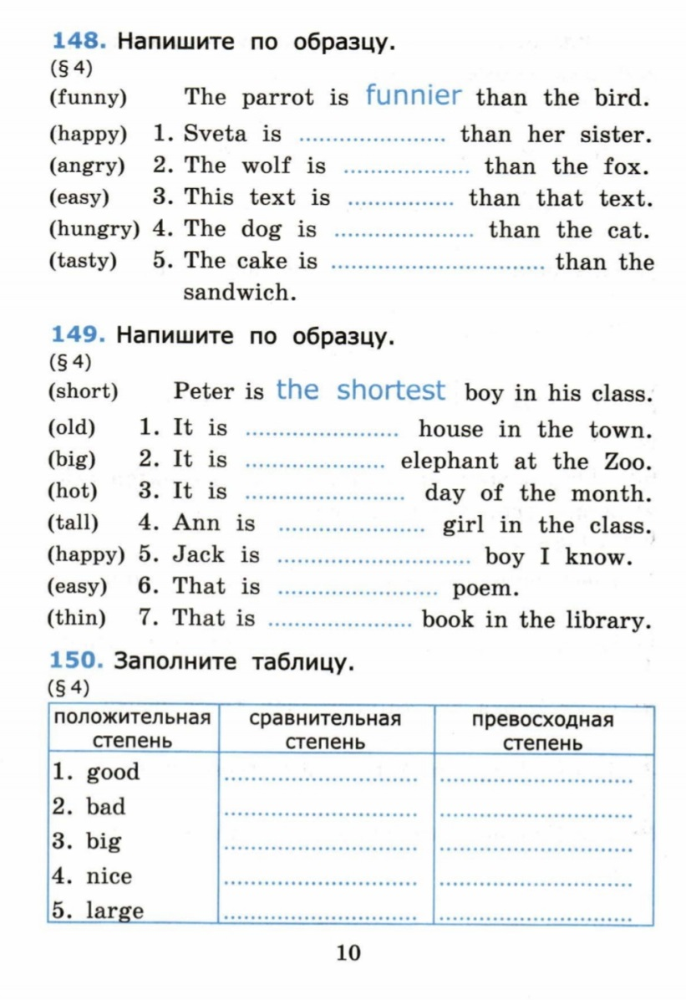 148. Напишите по образцу.
(§ 4)
(funny) The parrot is funnier than the bird.
(happy) 1. Sveta is ...................... than her sister.
(angry) 2. The wolf is ................... than the fox.
(easy) 3. This text is ................ than that text.
(hungry) 4. The dog is ..................... than the cat.
(tasty) 5. The cake is ................................ than the
sandwich.
149. Напишите по образцу.
(§ 4)
(short) Peter is the shortest boy in his class.
(old) 1. It is ....................... house in the town.
(big) 2. It is ..................... elephant at the Zoo.
(hot) 3. It is ........................ day of the month.
(tall) 4. Ann is ...................... girl in the class.
(happy) 5. Jack is ............................. boy I know.
(easy) 6. That is ........................ poem.
(thin) 7. That is ...................... book in the library.
150. Заполните таблицу.
(§ 4)
положительная степень сравнительная степень превосходная степень
1. good ............................. .............................
2. bad ............................. .............................
3. big ............................. .............................
4. nice ............................. .............................
5. large ............................. .............................
10